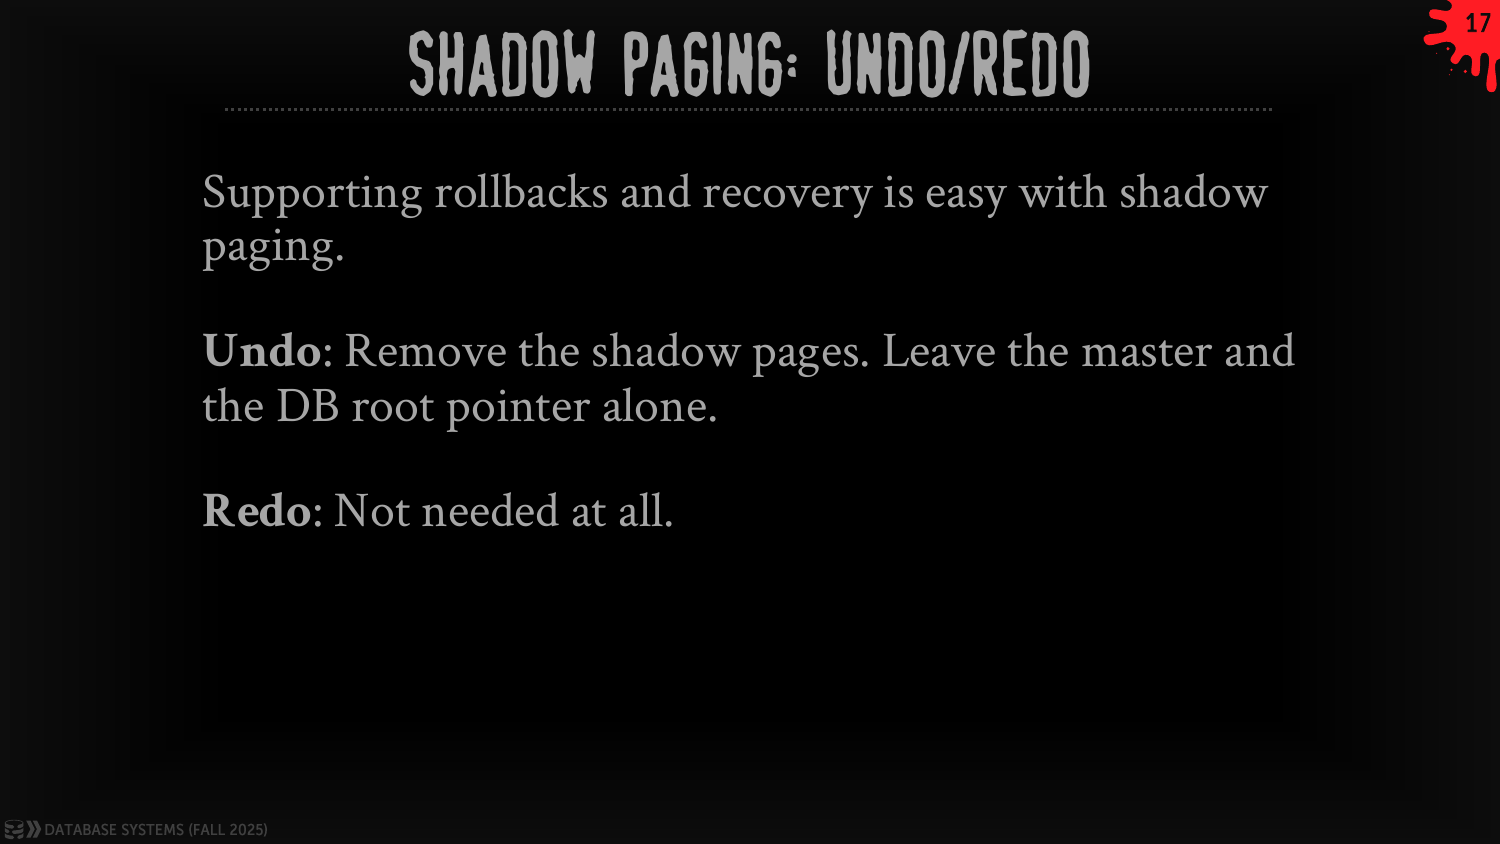 17
SHADOW PAGING: UNDO/REDO
Supporting rollbacks and recovery is easy with shadow
paging.
Undo: Remove the shadow pages. Leave the master and
the DB root pointer alone.
Redo: Not needed at all.
DATABASE SYSTEMS (FALL 2025)